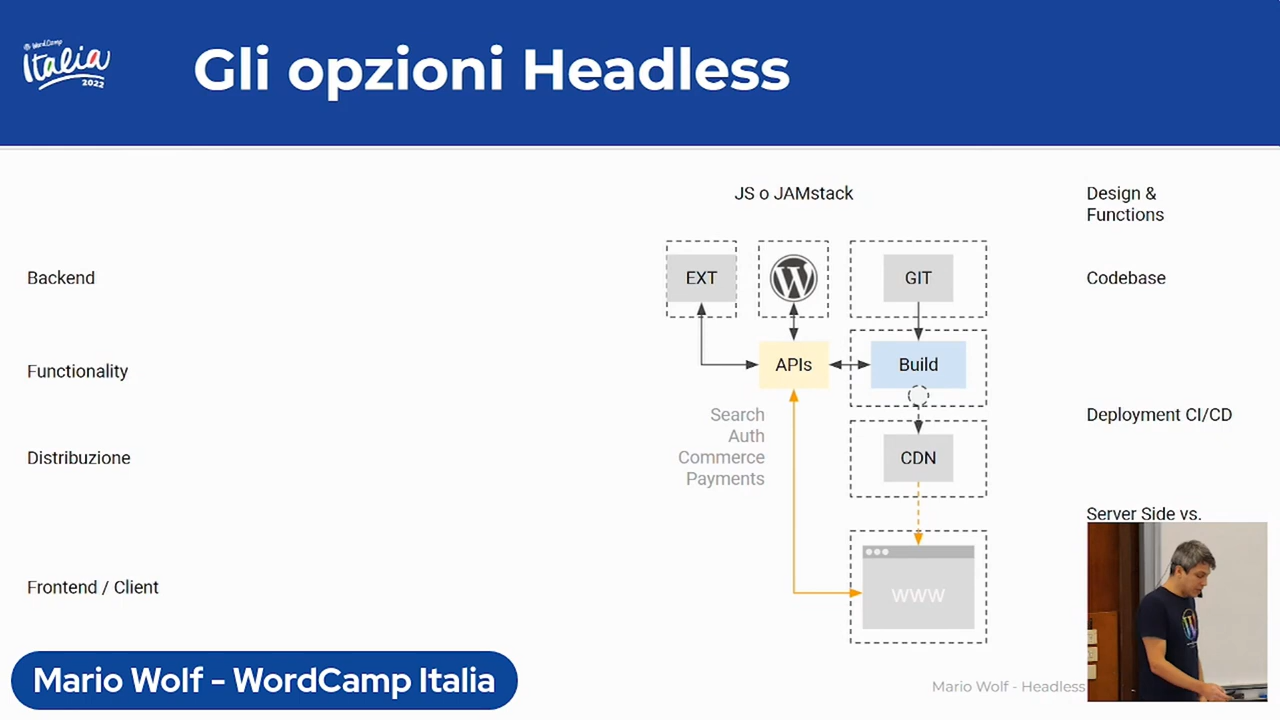 WordCamp
Italia
2022
Gli opzioni Headless
JS o JAMstack
Design &
Functions
Backend
EXT
GIT
Codebase
Functionality
APIs
Build
Search
Auth
Commerce
Payments
Deployment CI/CD
Distribuzione
CDN
Server Side vs.
Frontend / Client
www
Mario Wolf - WordCamp Italia
Mario Wolf - Headless